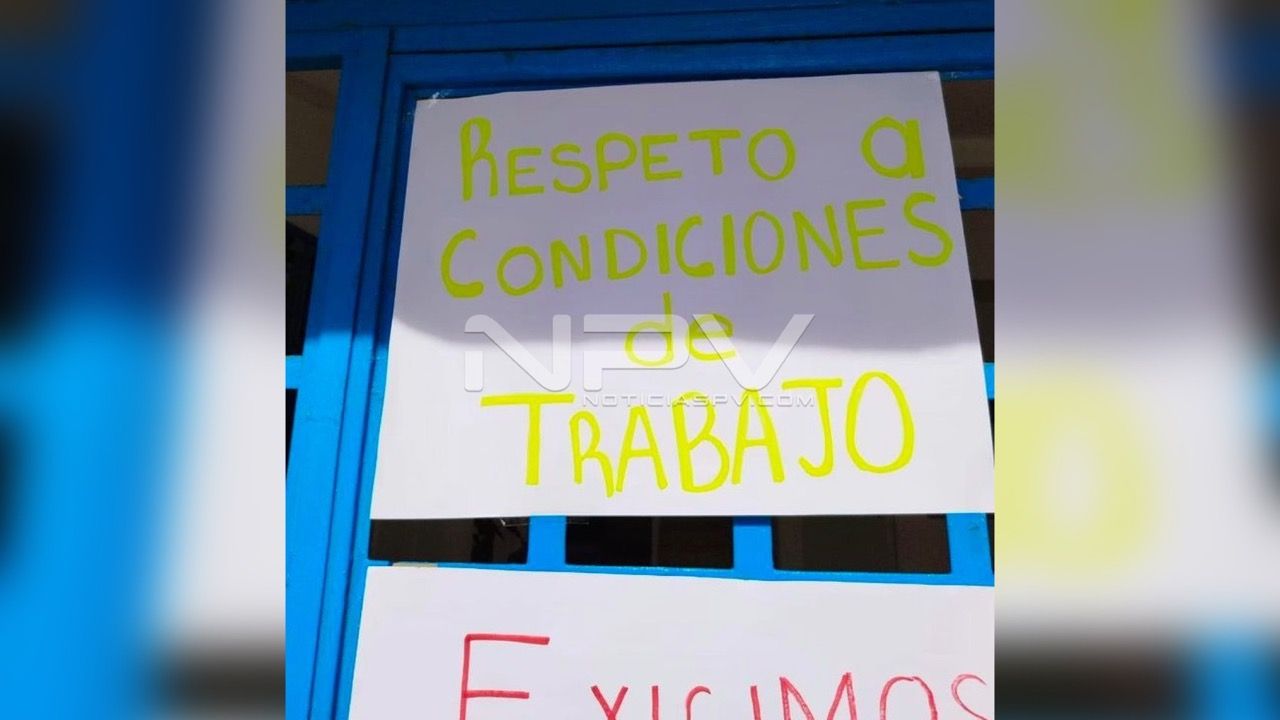 RESPETO a
CONDICIONES
de
NPV
NOTICIASPV.COM
TRABAJO
EXIGIMOS